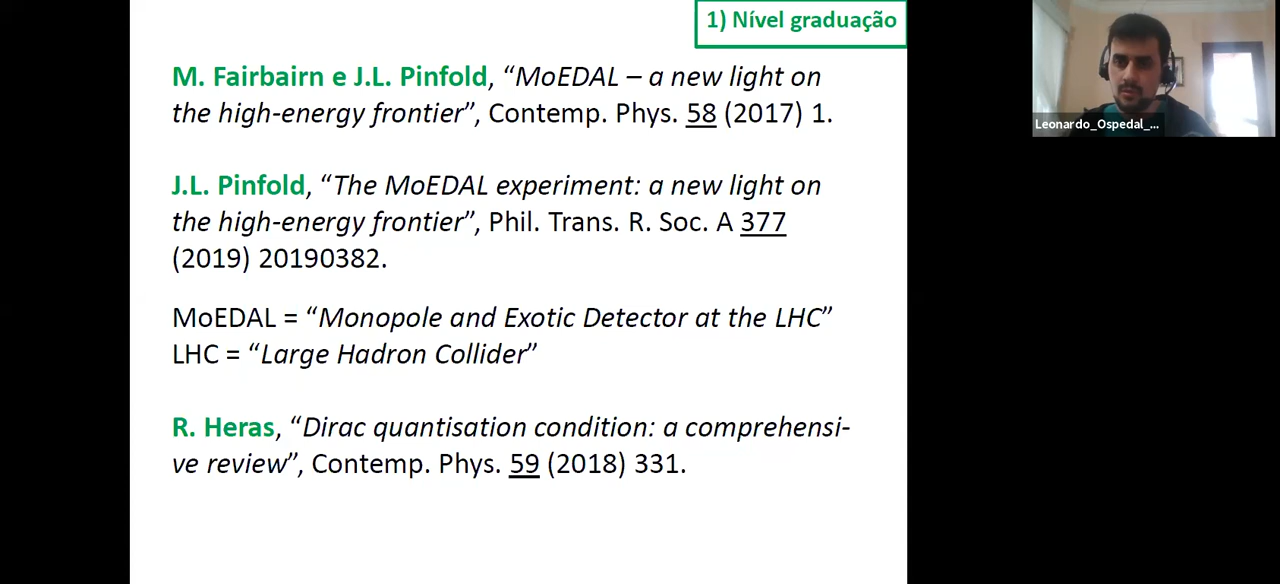 1) Nível graduação
M. Fairbairn e J.L. Pinfold, “MoEDAL – a new light on
the high-energy frontier”, Contemp. Phys. 58 (2017) 1.
J.L. Pinfold, “The MoEDAL experiment: a new light on
the high-energy frontier”, Phil. Trans. R. Soc. A 377
(2019) 20190382.
MoEDAL = “Monopole and Exotic Detector at the LHC”
LHC = “Large Hadron Collider”
R. Heras, “Dirac quantisation condition: a comprehensi-
ve review”, Contemp. Phys. 59 (2018) 331.
Leonardo_Ospedal_...